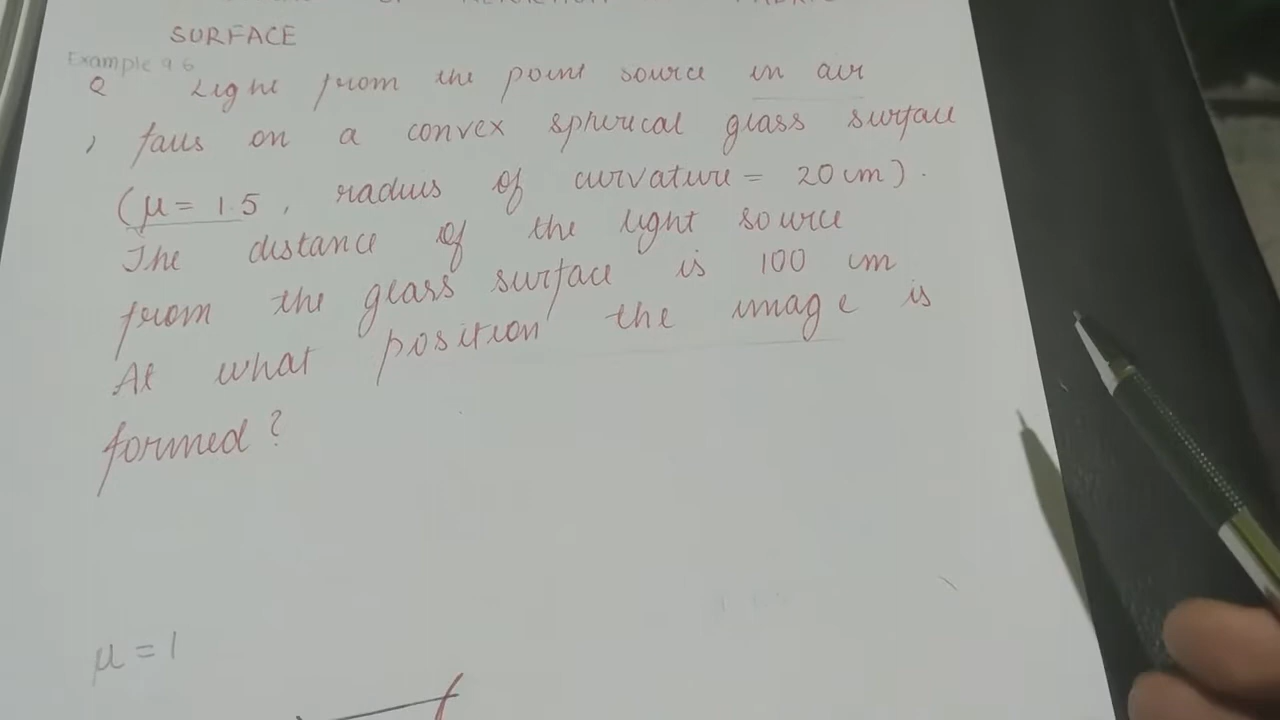 SURFACE
Example 9.6
Q Light from the point source in air
, falls on a convex spherical glass surface
(μ = 1.5, radius of curvature = 20 cm).
The distance of the light source
from the glass surface is 100 cm
At what position the image is
formed?
μ = 1